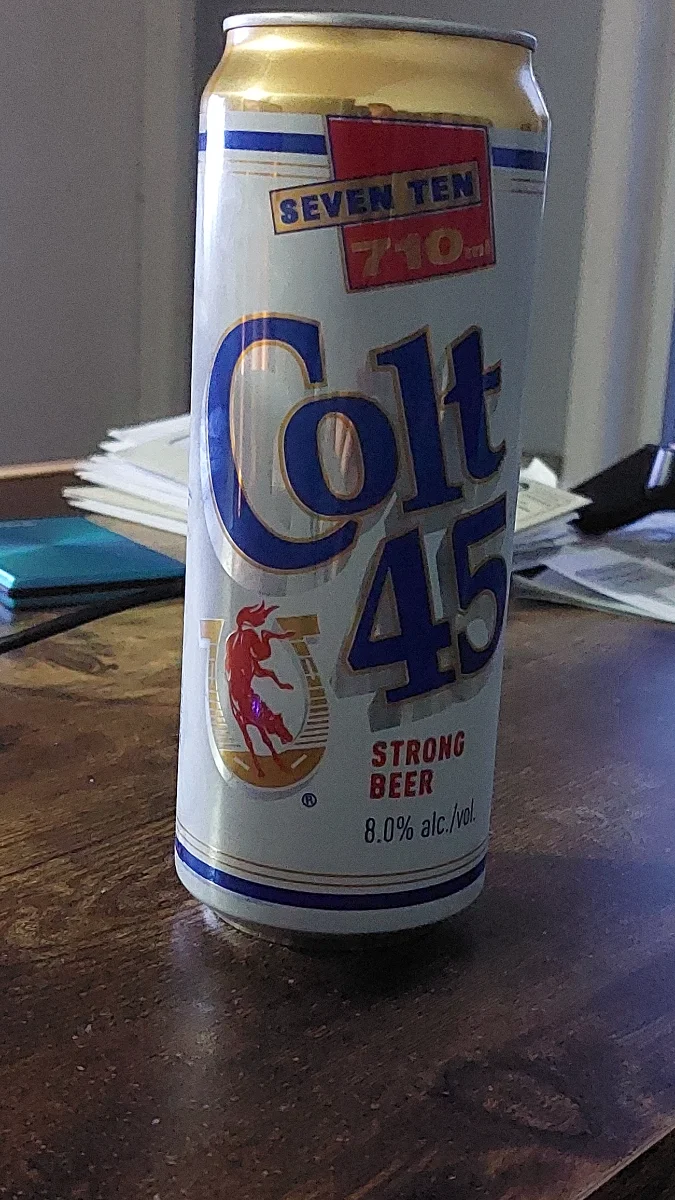 SEVEN TEN
710ml
Colt
45
STRONG
BEER
8.0% alc./vol.
®